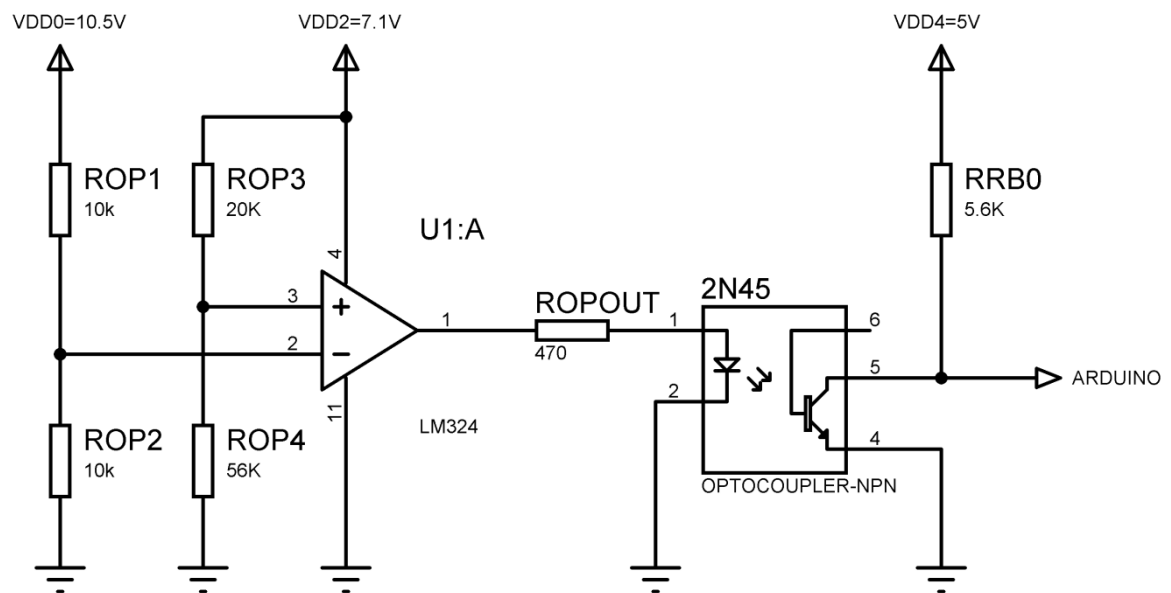 VDD0=10.5V
VDD2=7.1V
VDD4=5V
ROP1
10k
ROP3
20K
RRB0
5.6K
U1:A
4
3
2
1
11
LM324
ROPOUT
470
2N45
1
2
6
5
4
ARDUINO
ROP2
10k
ROP4
56K
OPTOCOUPLER-NPN